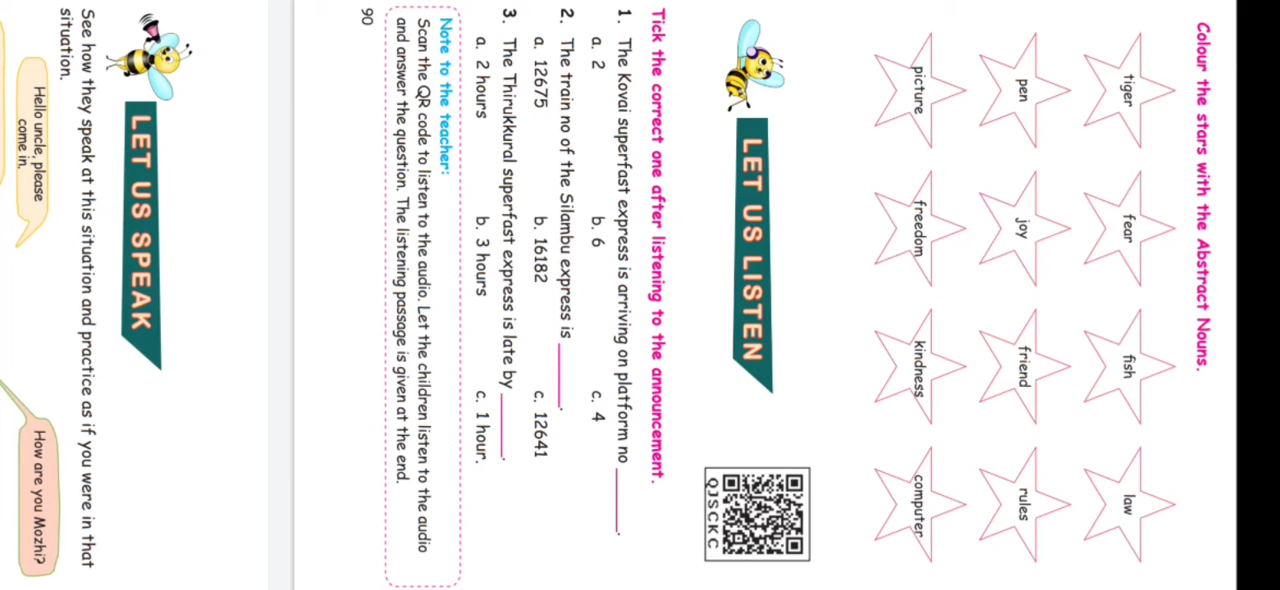 Colour the stars with the Abstract Nouns.
tiger fear fish law
pen joy friend rules
picture freedom kindness computer
LET US LISTEN
QJSCKC
Tick the correct one after listening to the announcement.
1. The Kovai superfast express is arriving on platform no ______.
a. 2 b. 6 c. 4
2. The train no of the Silambu express is ______.
a. 12675 b. 16182 c. 12641
3. The Thirukkural superfast express is late by ______.
a. 2 hours b. 3 hours c. 1 hour.
Note to the teacher:
Scan the QR code to listen to the audio. Let the children listen to the audio
and answer the question. The listening passage is given at the end.
90
LET US SPEAK
See how they speak at this situation and practice as if you were in that
situation.
Hello uncle, please
come in.
How are you Mozhi?